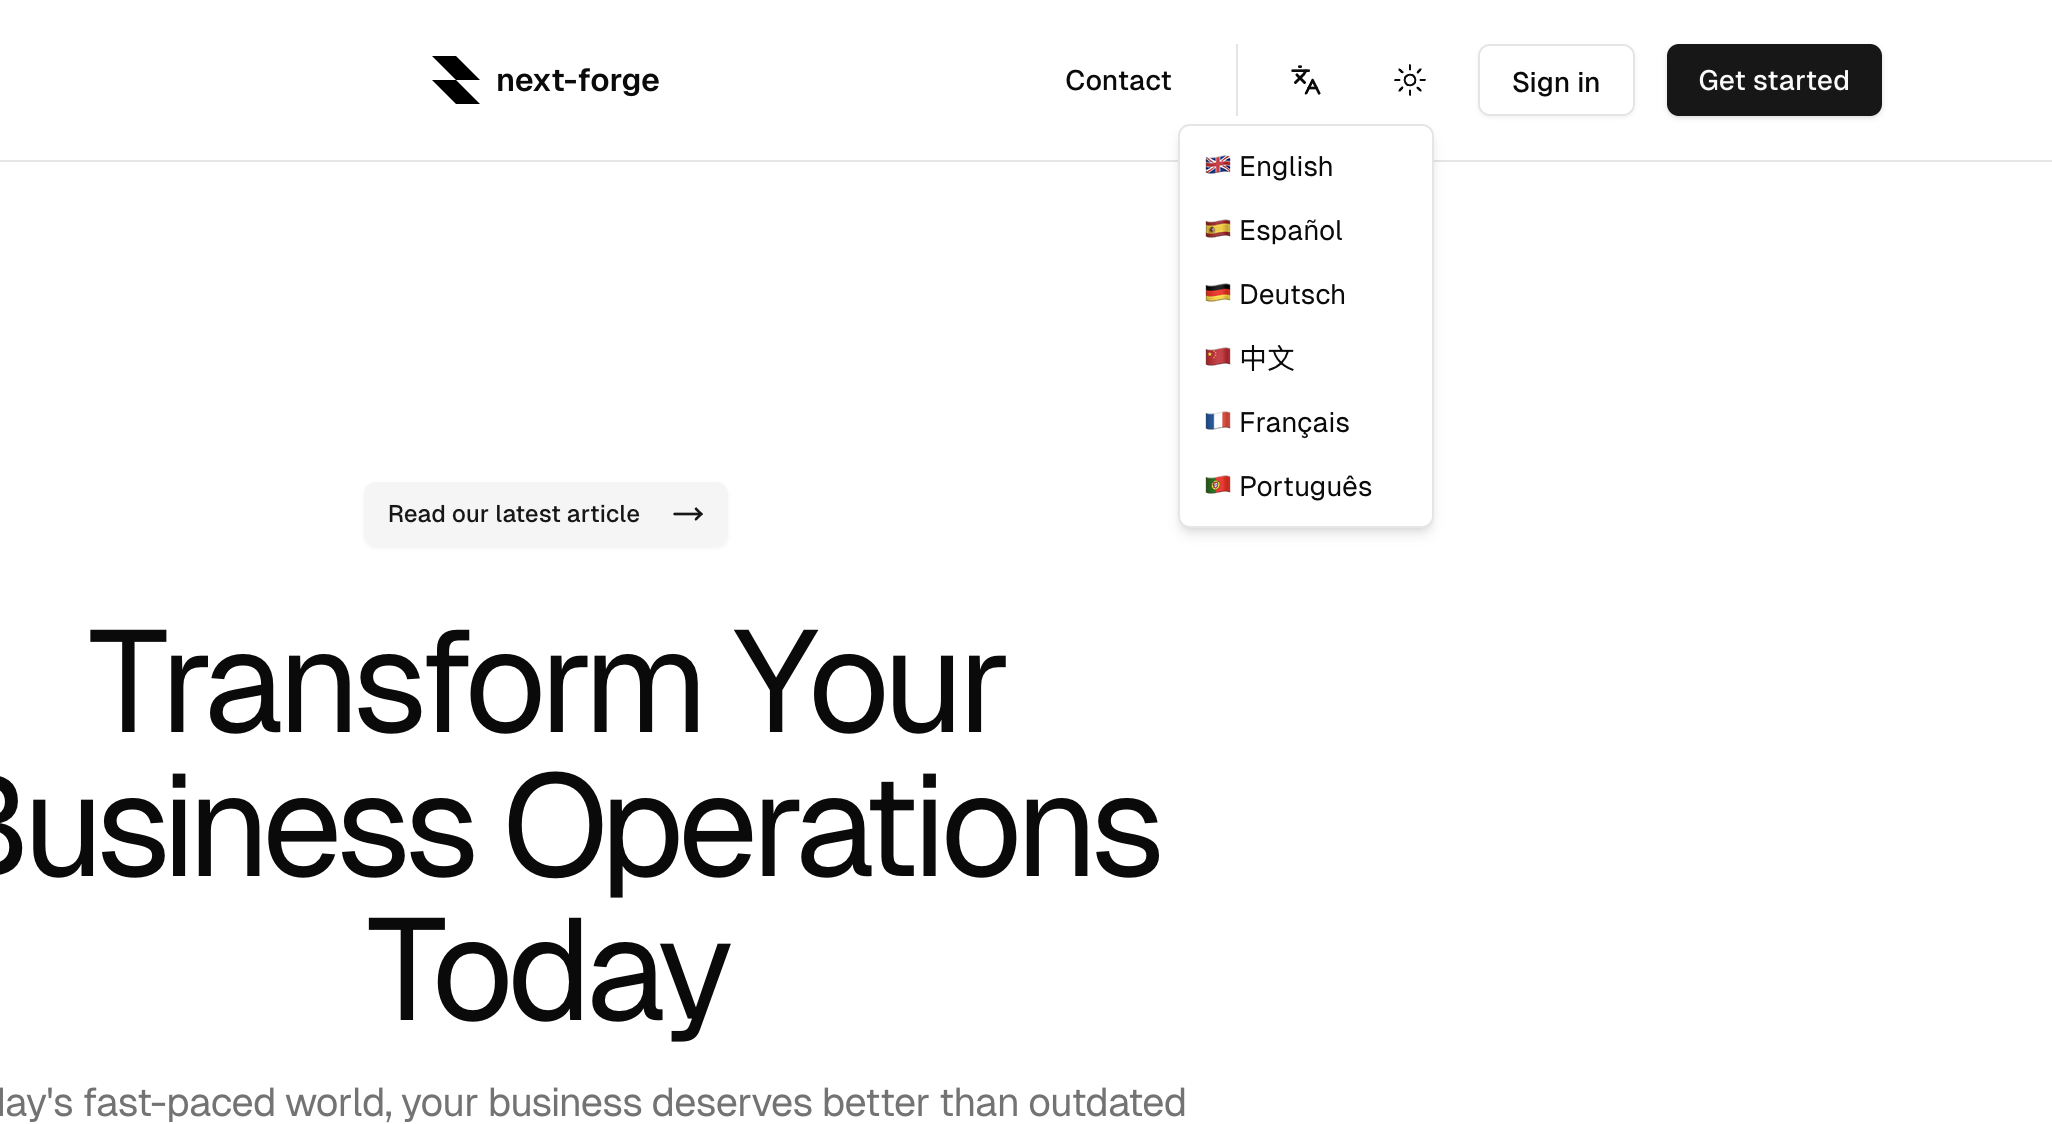 next-forge
Contact
Sign in
Get started
English
Español
Deutsch
中文
Français
Português
Read our latest article
Transform Your
Business Operations
Today
fast-paced world, your business deserves better than outdated